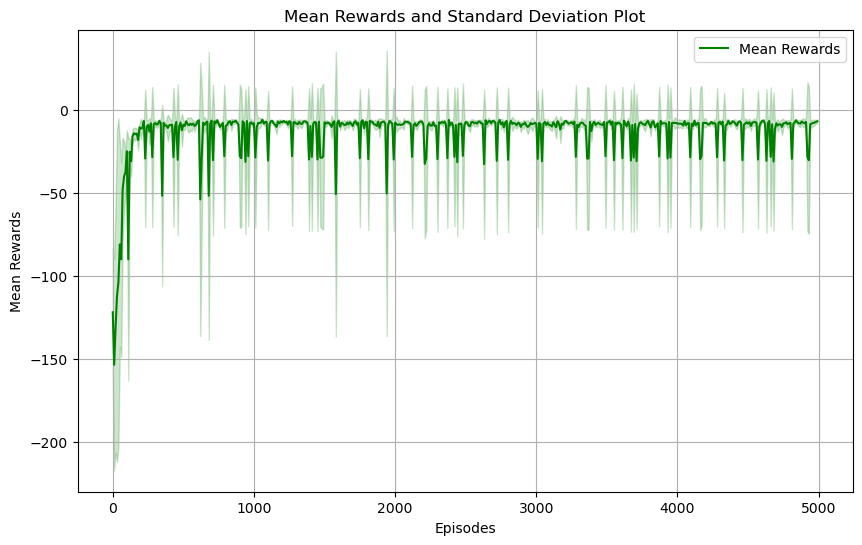 Mean Rewards and Standard Deviation Plot
Mean Rewards
0
−50
−100
−150
−200
Mean Rewards
0
1000
2000
3000
4000
5000
Episodes